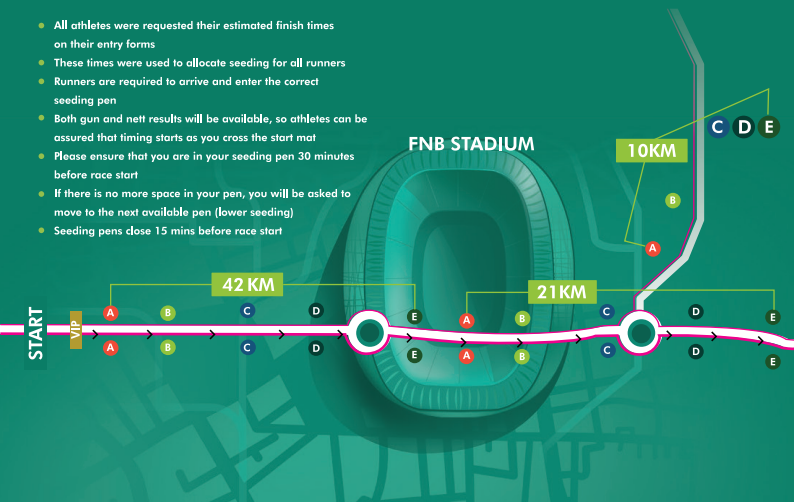 All athletes were requested their estimated finish times
on their entry forms
These times were used to allocate seeding for all runners
Runners are required to arrive and enter the correct
seeding pen
Both gun and nett results will be available, so athletes can be
assured that timing starts as you cross the start mat
Please ensure that you are in your seeding pen 30 minutes
before race start
If there is no more space in your pen, you will be asked to
move to the next available pen (lower seeding)
Seeding pens close 15 mins before race start
FNB STADIUM
C D E
10KM
B
A
42 KM
21KM
START
VIP
A B C D E A B C D E
A B C D E A B C D E